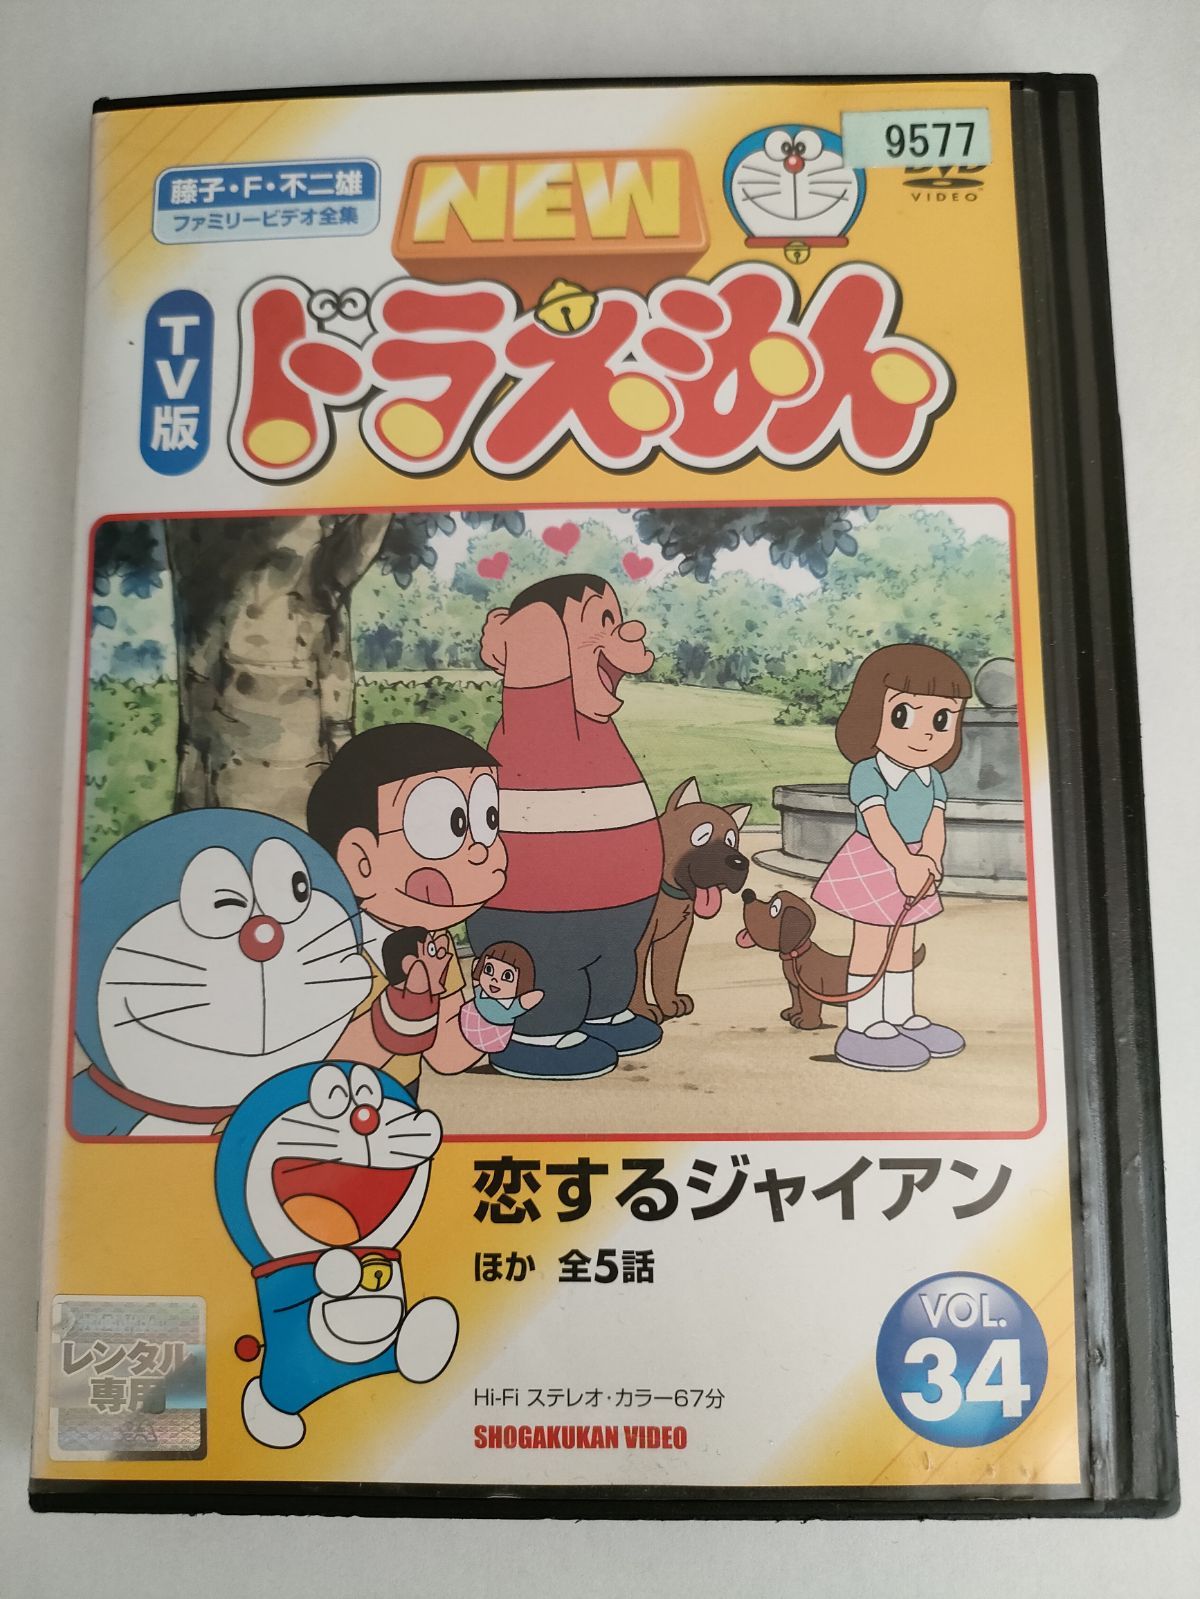 9577
DVD
VIDEO
藤子・F・不二雄
ファミリービデオ全集
NEW
TV版
ドラえもん
恋するジャイアン
ほか 全5話
VOL.
34
レンタル
専用
Hi-Fi ステレオ・カラー67分
SHOGAKUKAN VIDEO